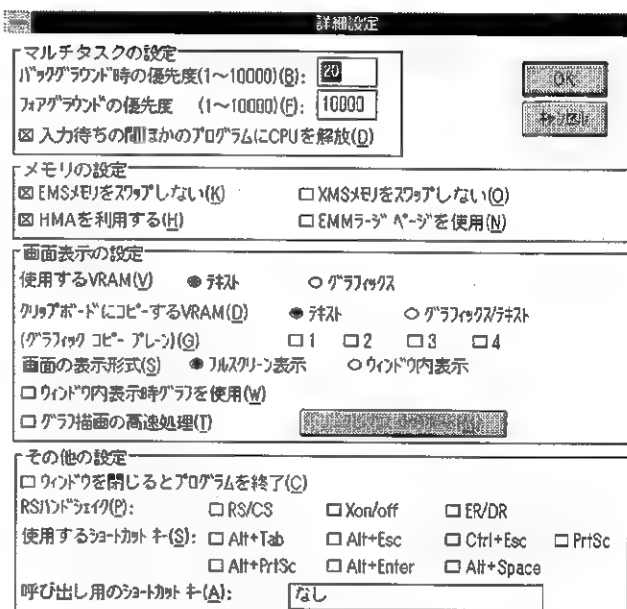 詳細設定
マルチタスクの設定
バックグラウンド時の優先度(1～10000)(B): 20
OK
フォアグラウンドの優先度 (1～10000)(F): 10000
キャンセル
☒ 入力待ちの間ほかのプログラムにCPUを解放(D)
メモリの設定
☒ EMSメモリをスワップしない(K) □ XMSメモリをスワップしない(O)
☒ HMAを利用する(H) □ EMMラージ ページを使用(N)
画面表示の設定
使用するVRAM(V) ● テキスト ○ グラフィックス
クリップボードにコピーするVRAM(D) ● テキスト ○ グラフィックス/テキスト
(グラフィック コピー プレーン)(G) □ 1 □ 2 □ 3 □ 4
画面の表示形式(S) ● フルスクリーン表示 ○ ウィンドウ内表示
□ ウィンドウ内表示時グラフを使用(W)
□ グラフ描画の高速処理(T)
その他の設定
□ ウィンドウを閉じるとプログラムを終了(C)
RSハンドシェイク(P): □ RS/CS □ Xon/off □ ER/DR
使用するショートカット キー(S): □ Alt+Tab □ Alt+Esc □ Ctrl+Esc □ PrtSc
□ Alt+PrtSc □ Alt+Enter □ Alt+Space
呼び出し用のショートカット キー(A): なし